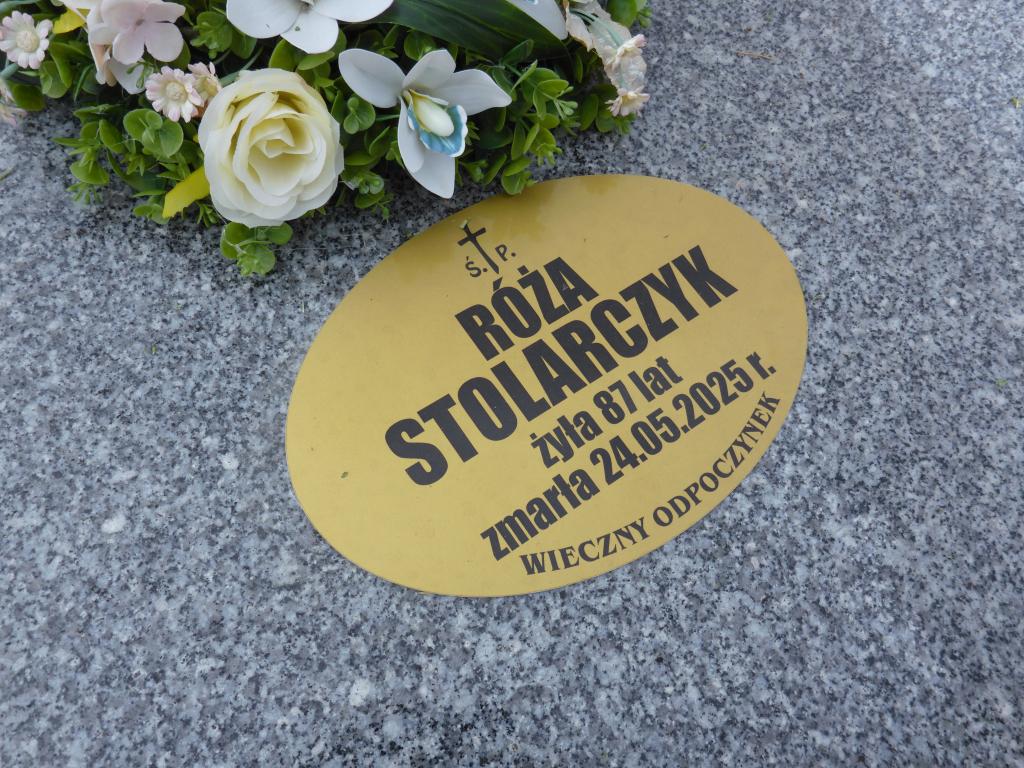 Ś. P.
RÓŻA
STOLARCZYK
żyła 87 lat
zmarła 24.05.2025 r.
WIECZNY ODPOCZYNEK